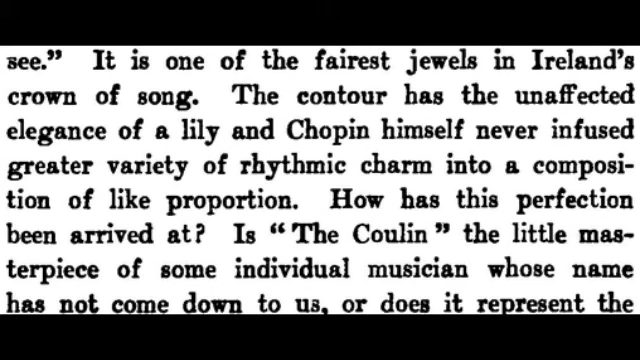 see.” It is one of the fairest jewels in Ireland’s
crown of song. The contour has the unaffected
elegance of a lily and Chopin himself never infused
greater variety of rhythmic charm into a composi-
tion of like proportion. How has this perfection
been arrived at? Is “The Coulin” the little mas-
terpiece of some individual musician whose name
has not come down to us, or does it represent the